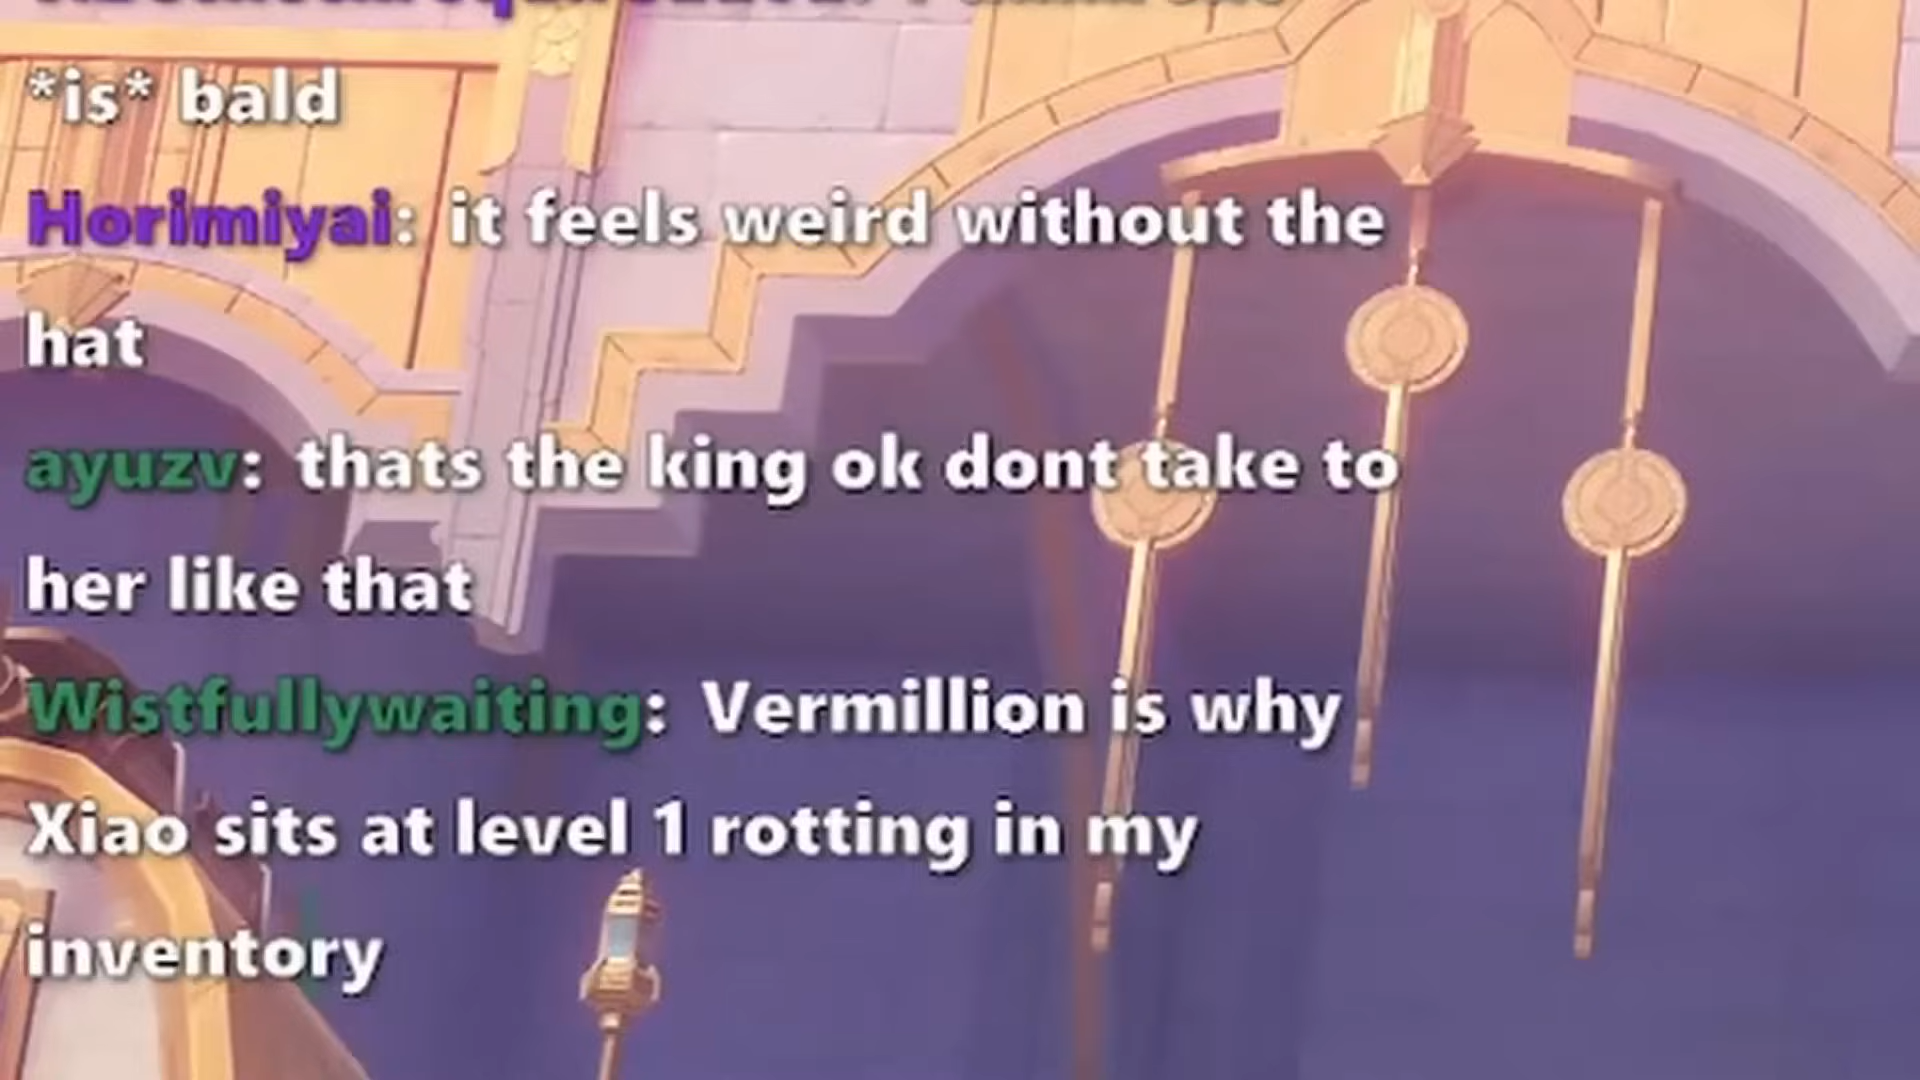 *is* bald
Horimiyai: it feels weird without the
hat
ayuzv: thats the king ok dont take to
her like that
Wistfullywaiting: Vermillion is why
Xiao sits at level 1 rotting in my
inventory